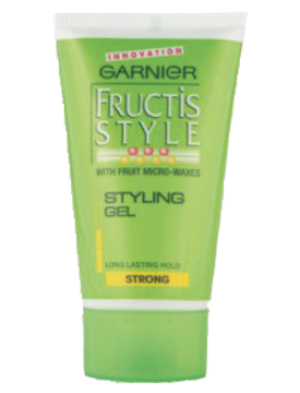 INNOVATION
GARNIER
FRUCTIS
STYLE
WITH FRUIT MICRO-WAXES
STYLING
GEL
LONG LASTING HOLD
STRONG